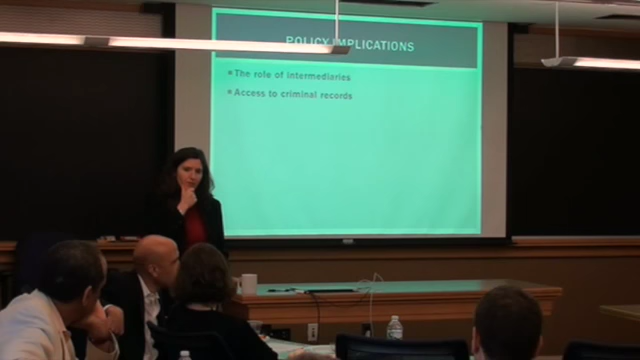 POLICY IMPLICATIONS
The role of intermediaries
Access to criminal records